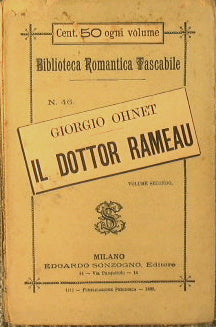 Cent. 50 ogni volume
Biblioteca Romantica Tascabile
N. 46.
GIORGIO OHNET
IL DOTTOR RAMEAU
VOLUME SECONDO.
MILANO
EDOARDO SONZOGNO, Editore
14 — Via Pasquirolo — 14